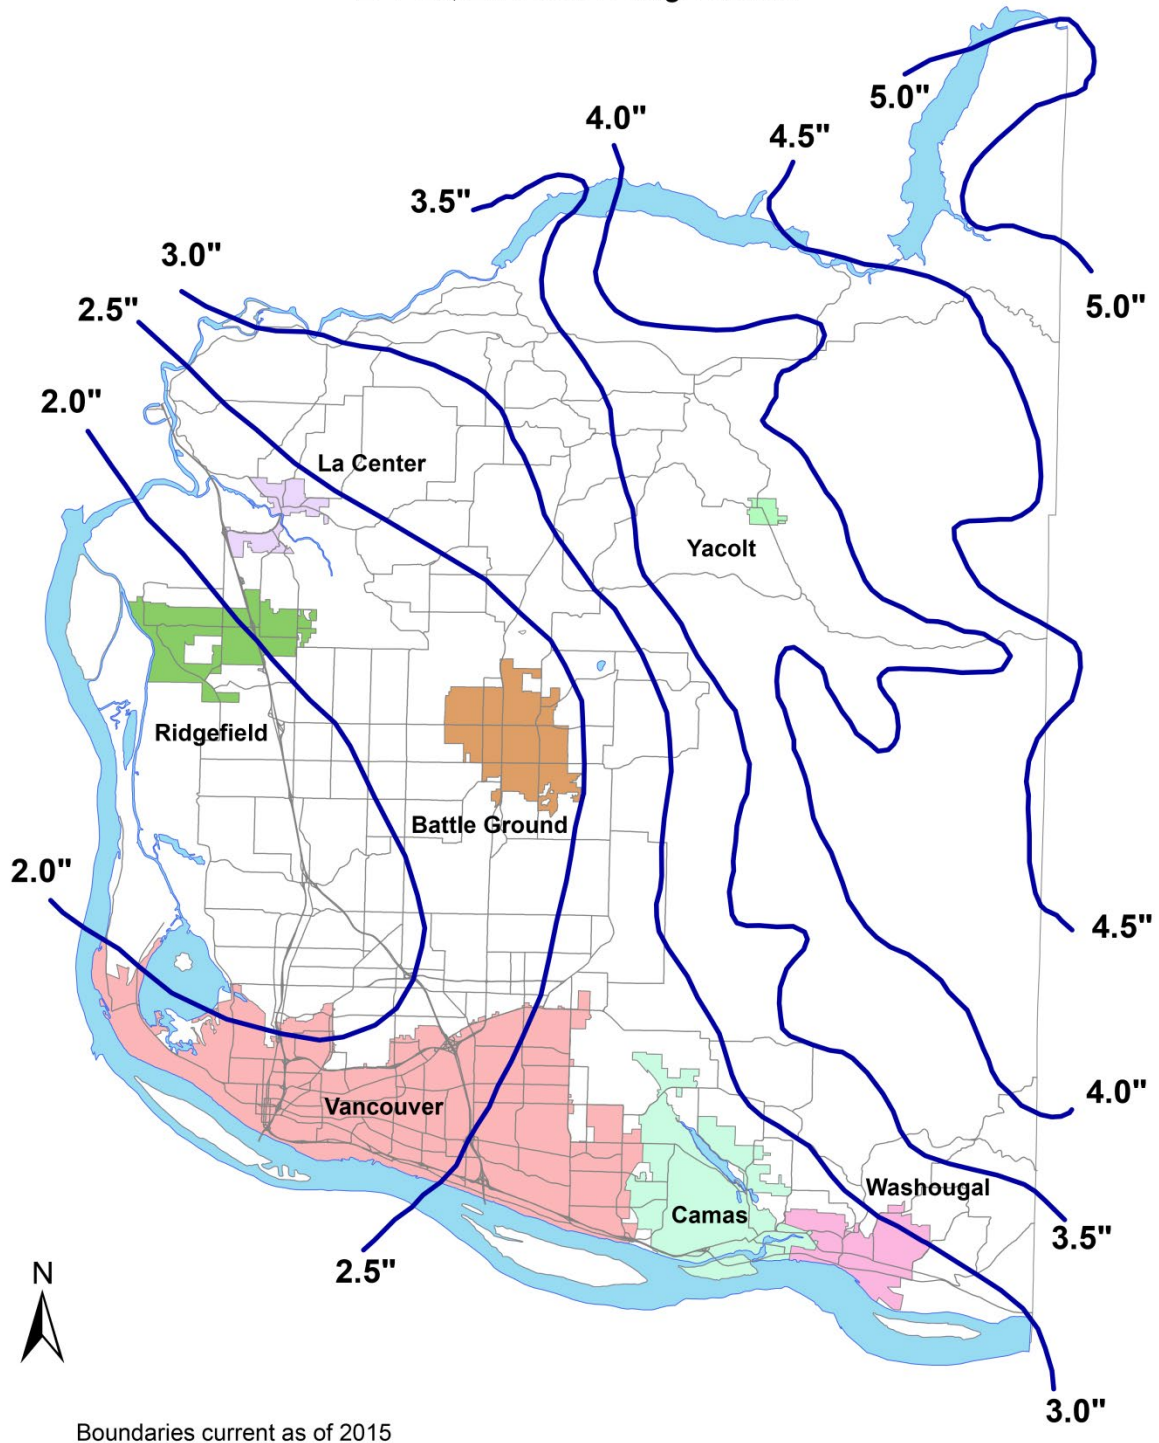 5.0"
4.0"
4.5"
3.5"
3.0"
2.5"
5.0"
2.0"
La Center
Yacolt
Ridgefield
Battle Ground
2.0"
4.5"
4.0"
Vancouver
Washougal
Camas
3.5"
2.5"
N
3.0"
Boundaries current as of 2015